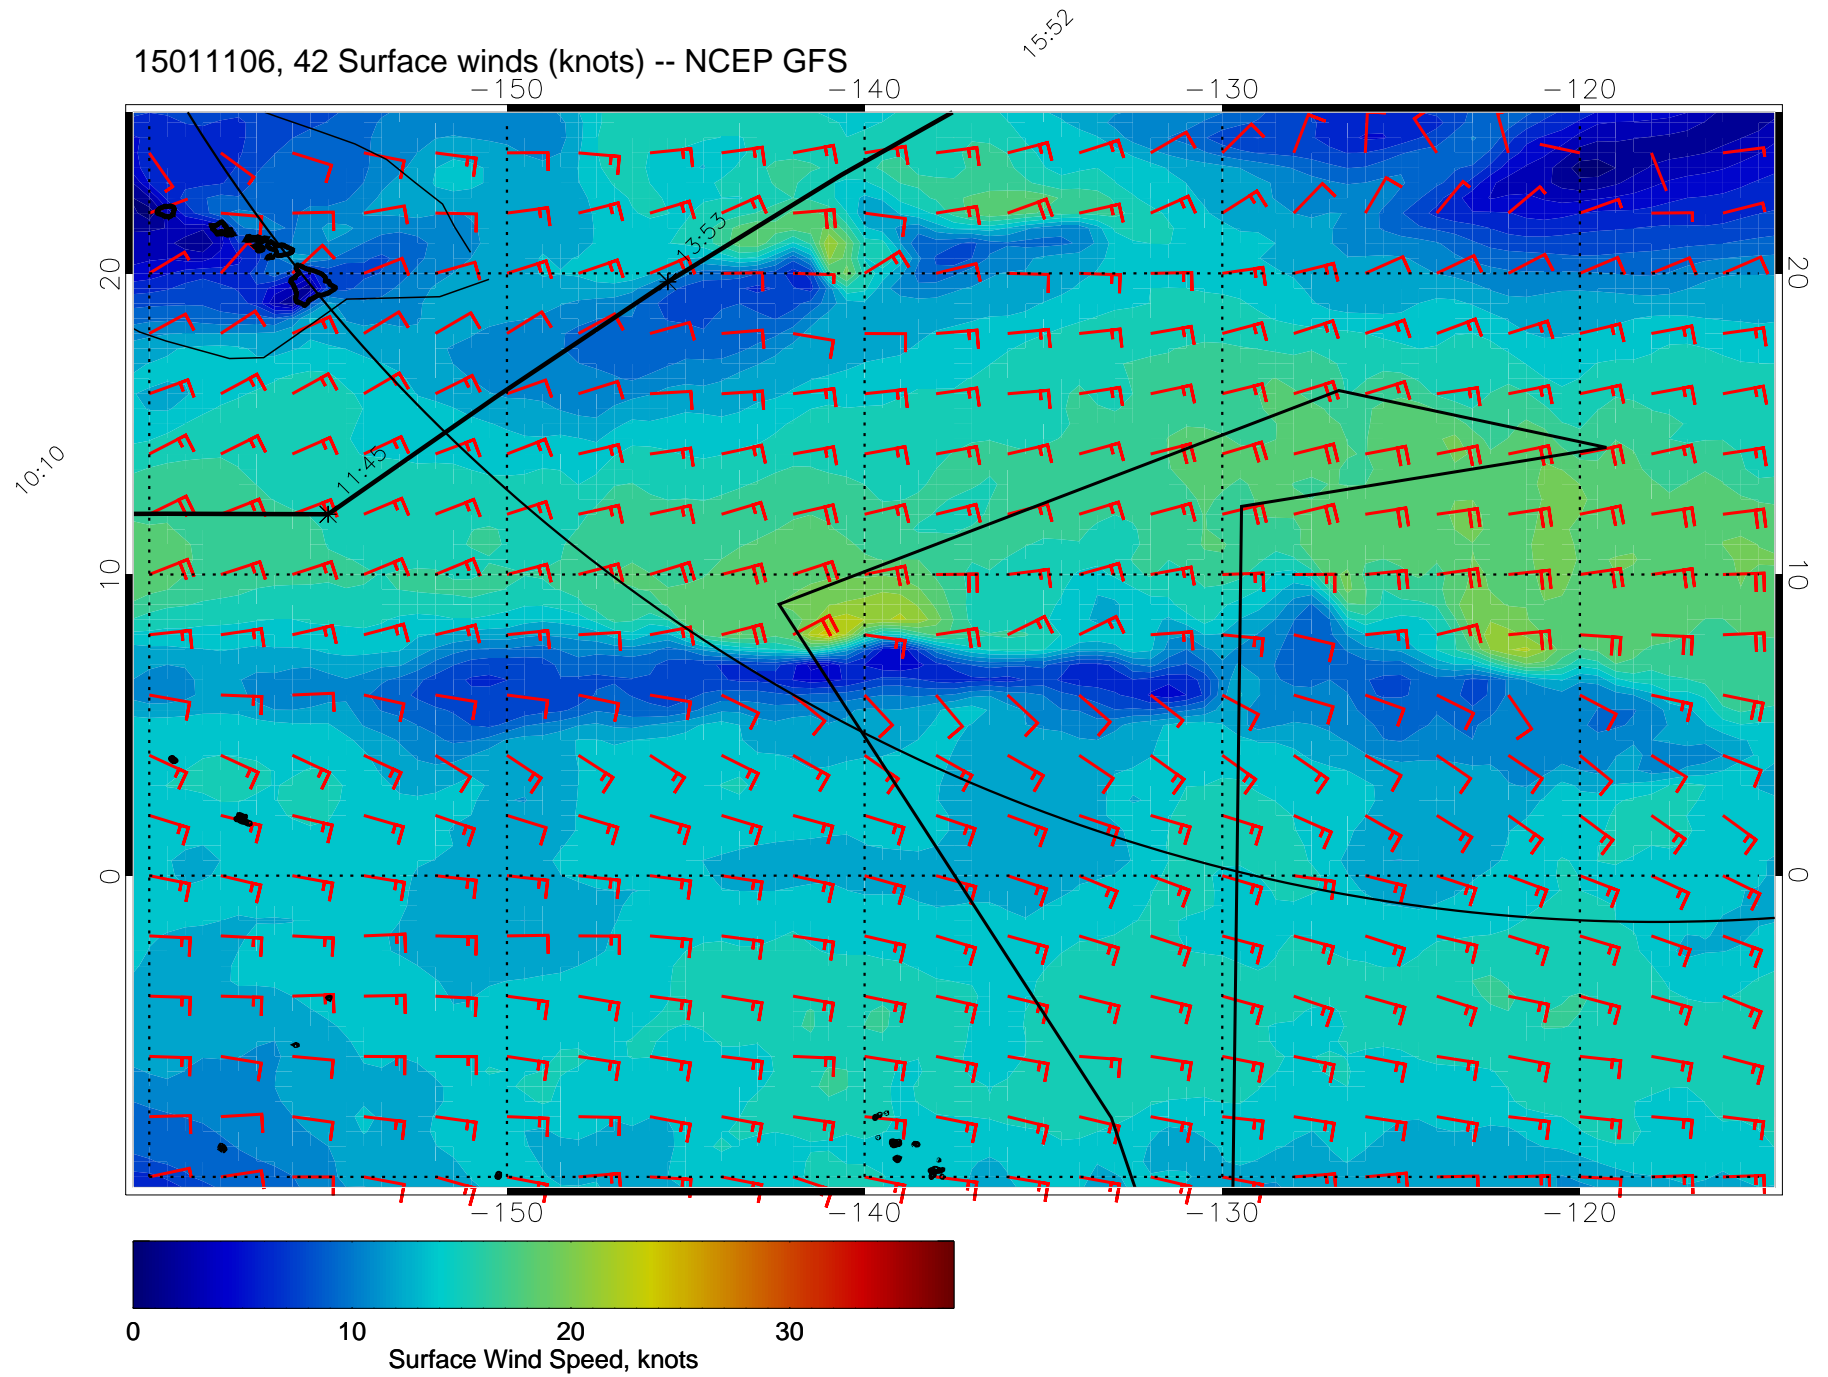 15:52
15011106, 42 Surface winds (knots) -- NCEP GFS
−150 −140 −130 −120
13:53
20 20
11:45
10:10
10 10
0 0
−150 −140 −130 −120
0 10 20 30
Surface Wind Speed, knots